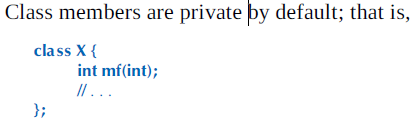 Class members are private by default; that is,
class X {
int mf(int);
// . . .
};